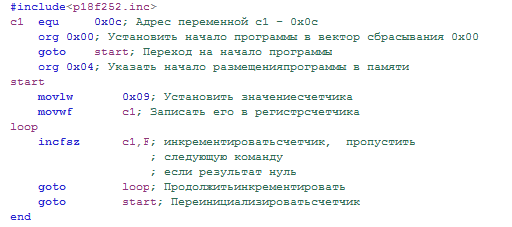 #include<p18f252.inc>
c1 equ 0x0c; Адрес переменной c1 - 0x0c
org 0x00; Установить начало программы в вектор сбрасывания 0x00
goto start; Переход на начало программы
org 0x04; Указать начало размещенияпрограммы в памяти
start
movlw 0x09; Установить значениесчетчика
movwf c1; Записать его в регистрсчетчика
loop
incfsz c1,F; инкрементироватьсчетчик, пропустить
; следующую команду
; если результат нуль
goto loop; Продолжитьинкрементировать
goto start; Переинициализироватьсчетчик
end